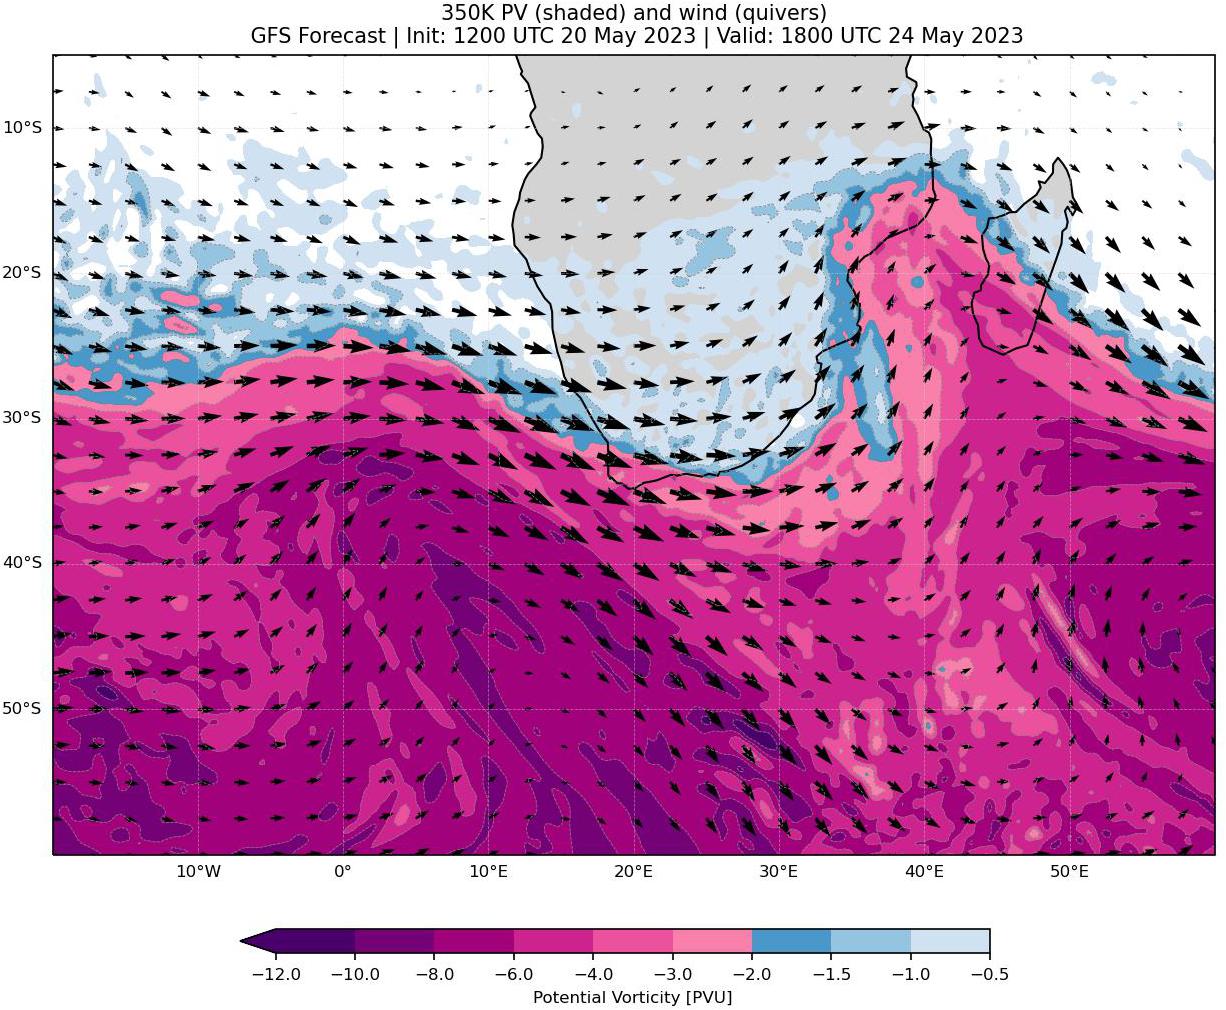 350K PV (shaded) and wind (quivers)
GFS Forecast | Init: 1200 UTC 20 May 2023 | Valid: 1800 UTC 24 May 2023
10°S
20°S
30°S
40°S
50°S
10°W 0° 10°E 20°E 30°E 40°E 50°E
−12.0 −10.0 −8.0 −6.0 −4.0 −3.0 −2.0 −1.5 −1.0 −0.5
Potential Vorticity [PVU]